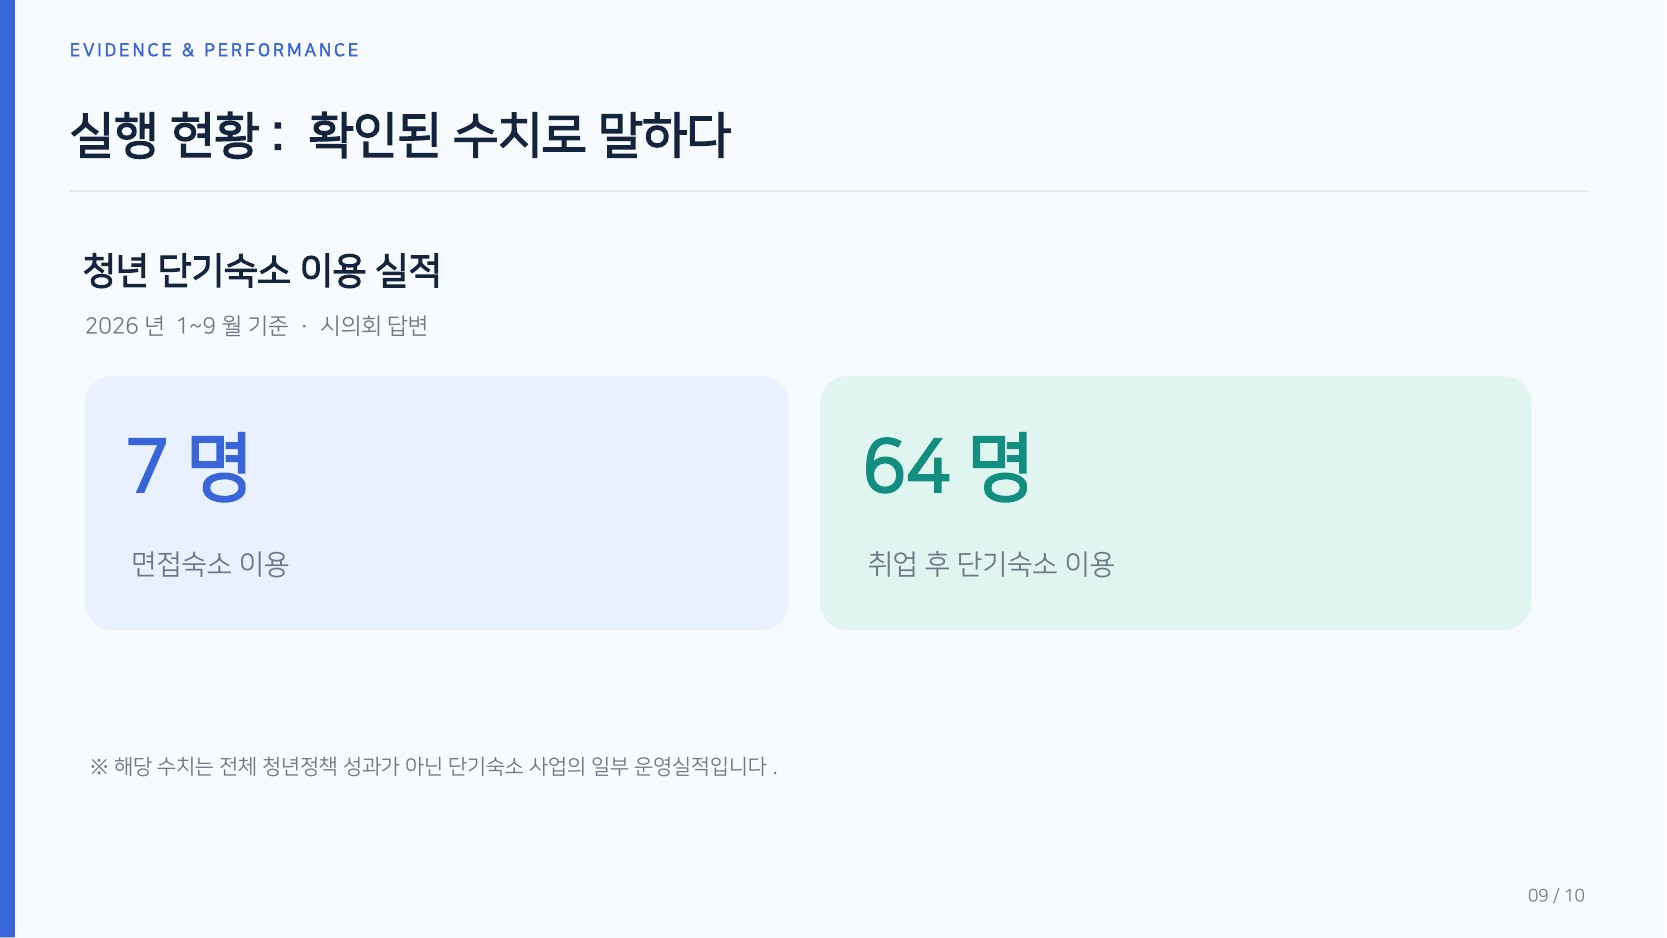 EVIDENCE & PERFORMANCE
실행 현황 : 확인된 수치로 말하다
청년 단기숙소 이용 실적
2026 년 1~9 월 기준 · 시의회 답변
7 명
면접숙소 이용
64 명
취업 후 단기숙소 이용
※ 해당 수치는 전체 청년정책 성과가 아닌 단기숙소 사업의 일부 운영실적입니다 .
09 / 10